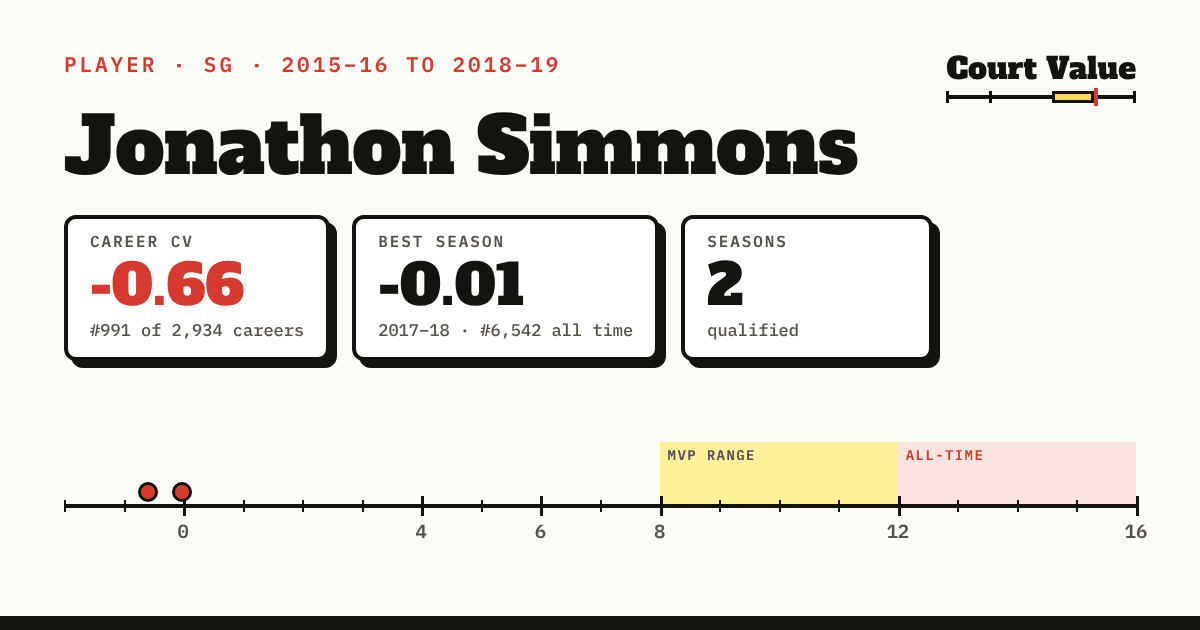 PLAYER · SG · 2015–16 TO 2018–19
Court Value
Jonathon Simmons
CAREER CV
-0.66
#991 of 2,934 careers
BEST SEASON
-0.01
2017–18 · #6,542 all time
SEASONS
2
qualified
MVP RANGE
ALL-TIME
0 4 6 8 12 16